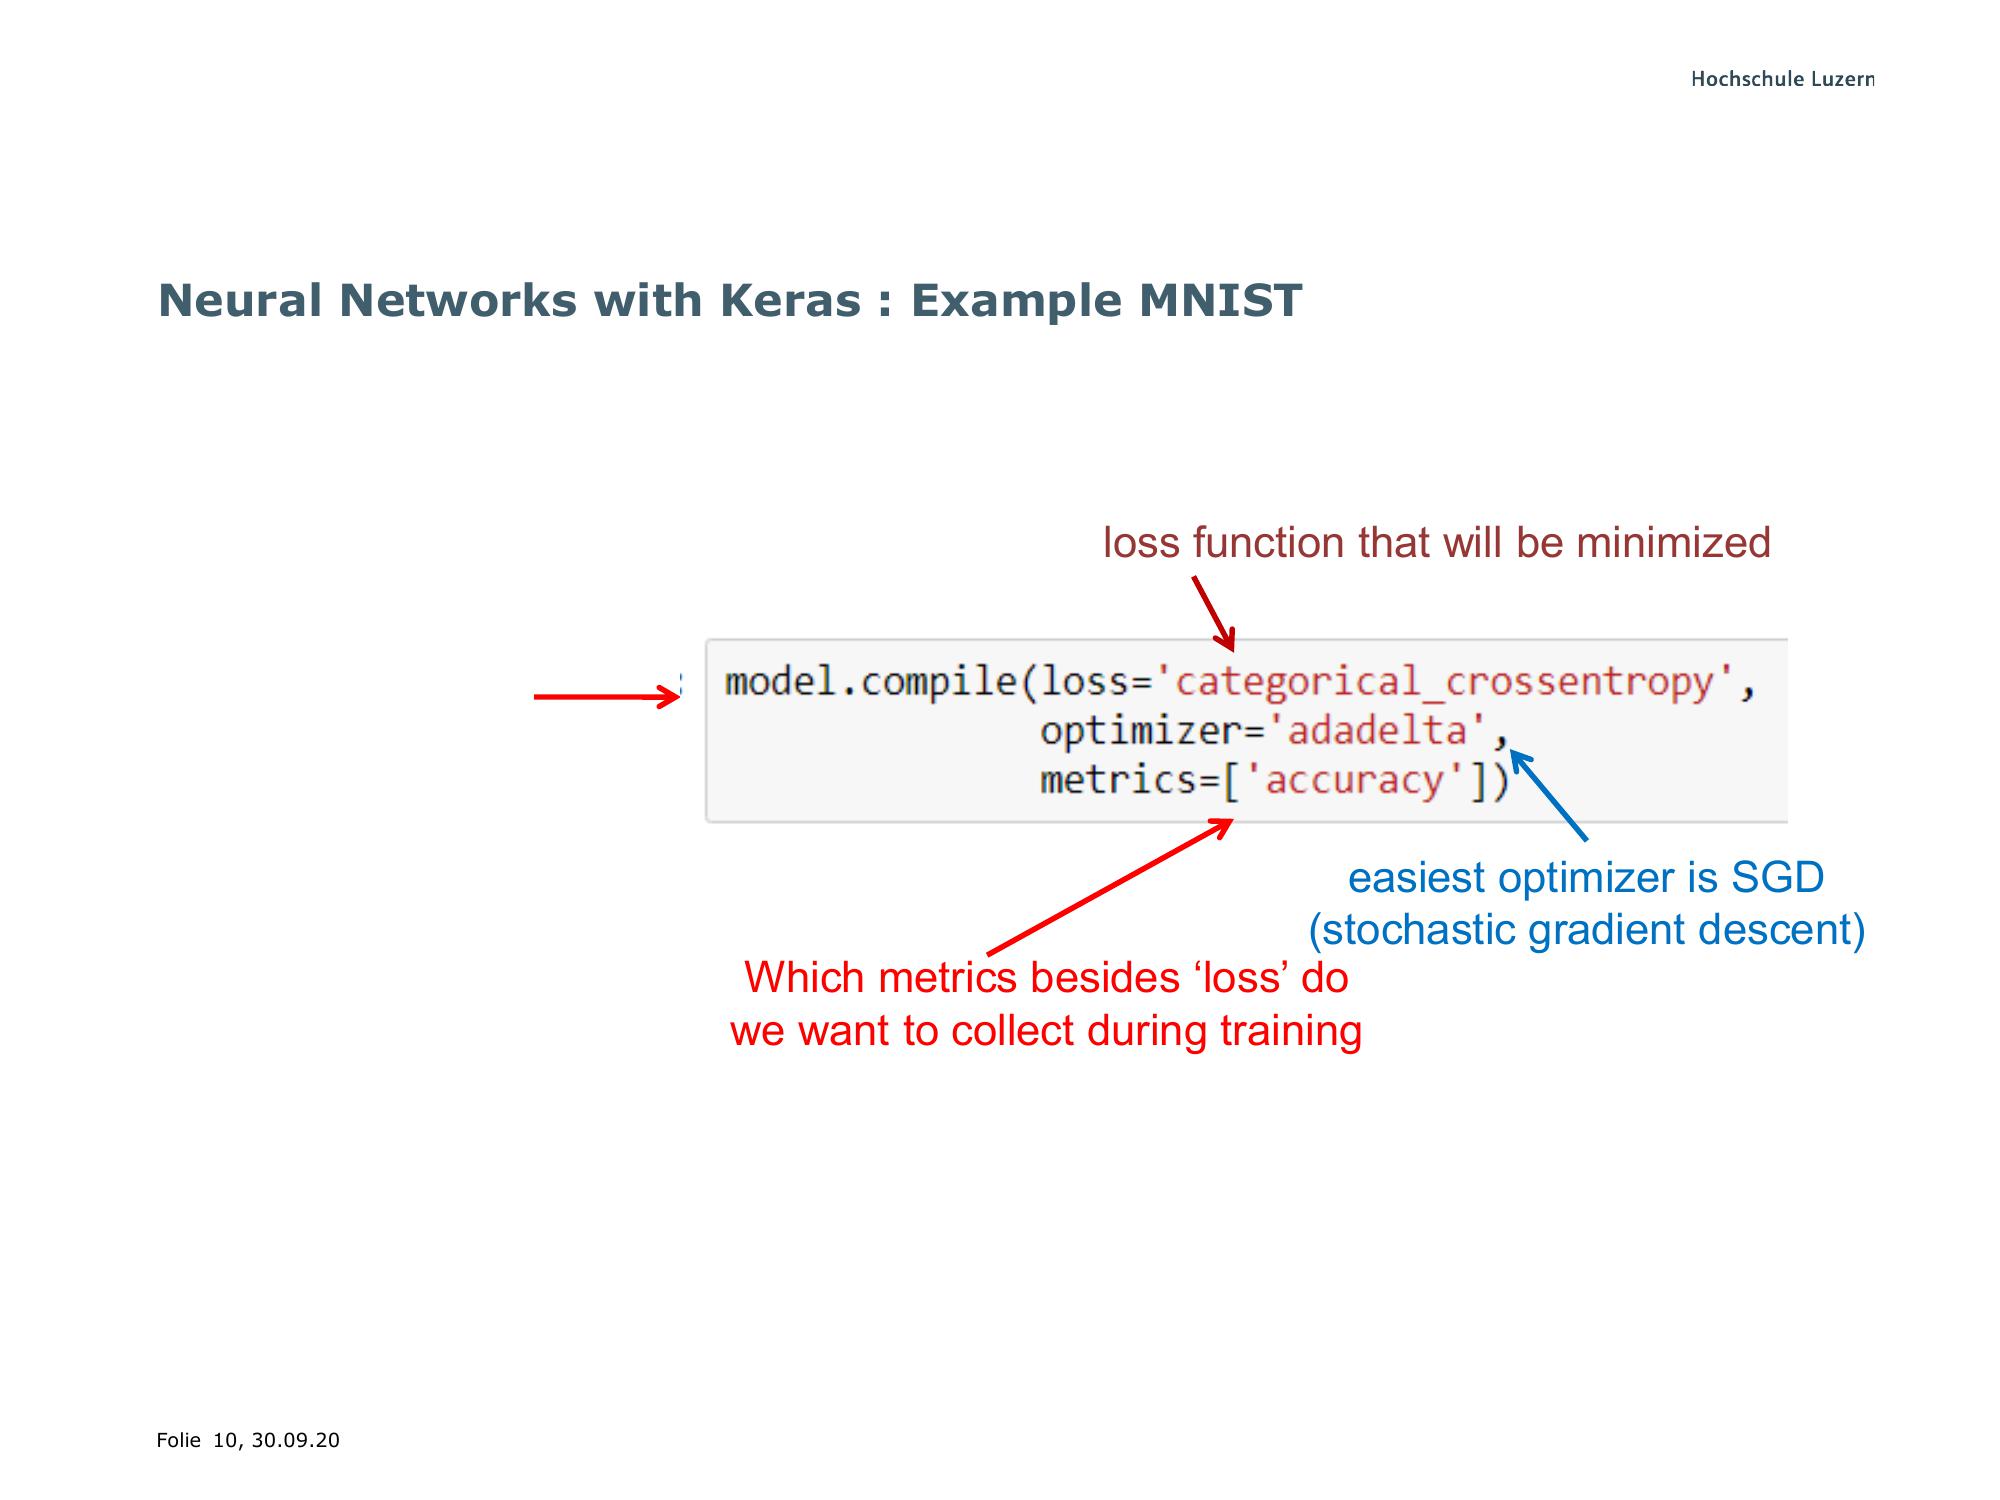 Hochschule Luzern
Neural Networks with Keras : Example MNIST
loss function that will be minimized
model.compile(loss='categorical_crossentropy',
optimizer='adadelta',
metrics=['accuracy'])
easiest optimizer is SGD
(stochastic gradient descent)
Which metrics besides ‘loss’ do
we want to collect during training
Folie 10, 30.09.20